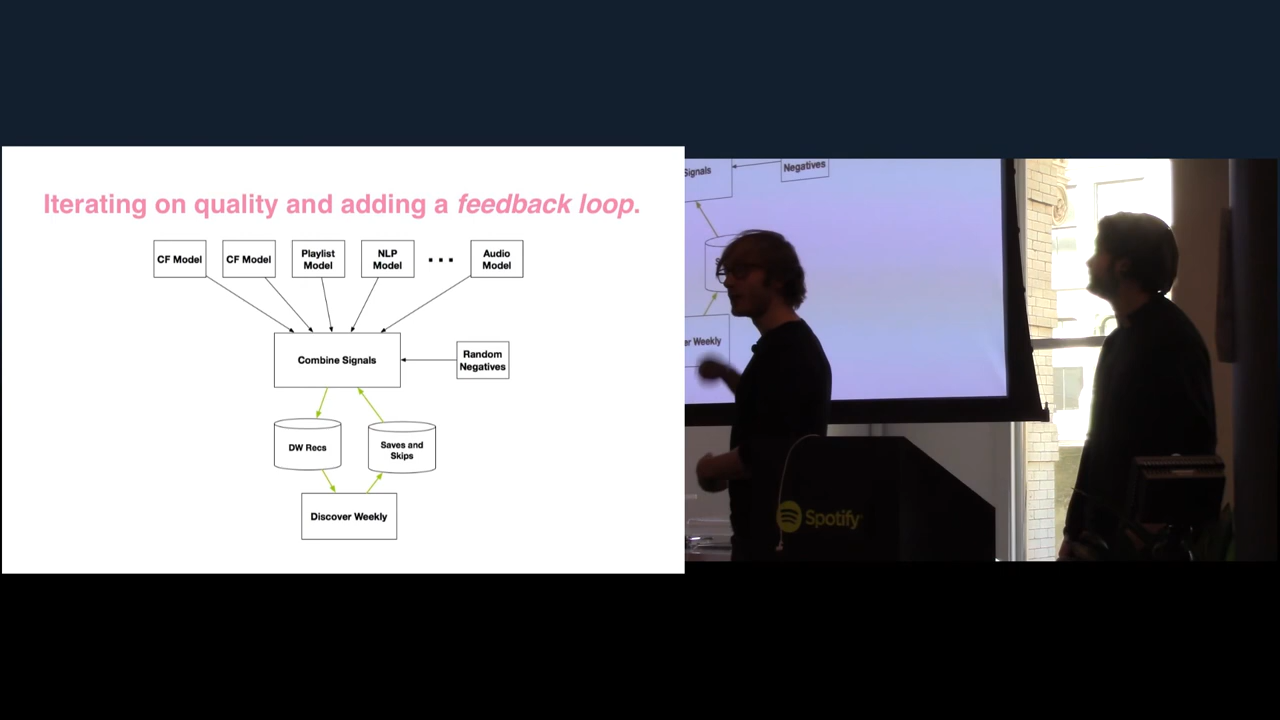 Iterating on quality and adding a feedback loop.
CF Model
CF Model
Playlist
Model
NLP
Model
...
Audio
Model
Combine Signals
Random
Negatives
DW Recs
Saves and
Skips
Discover Weekly
Signals
Negatives
Weekly
Spotify